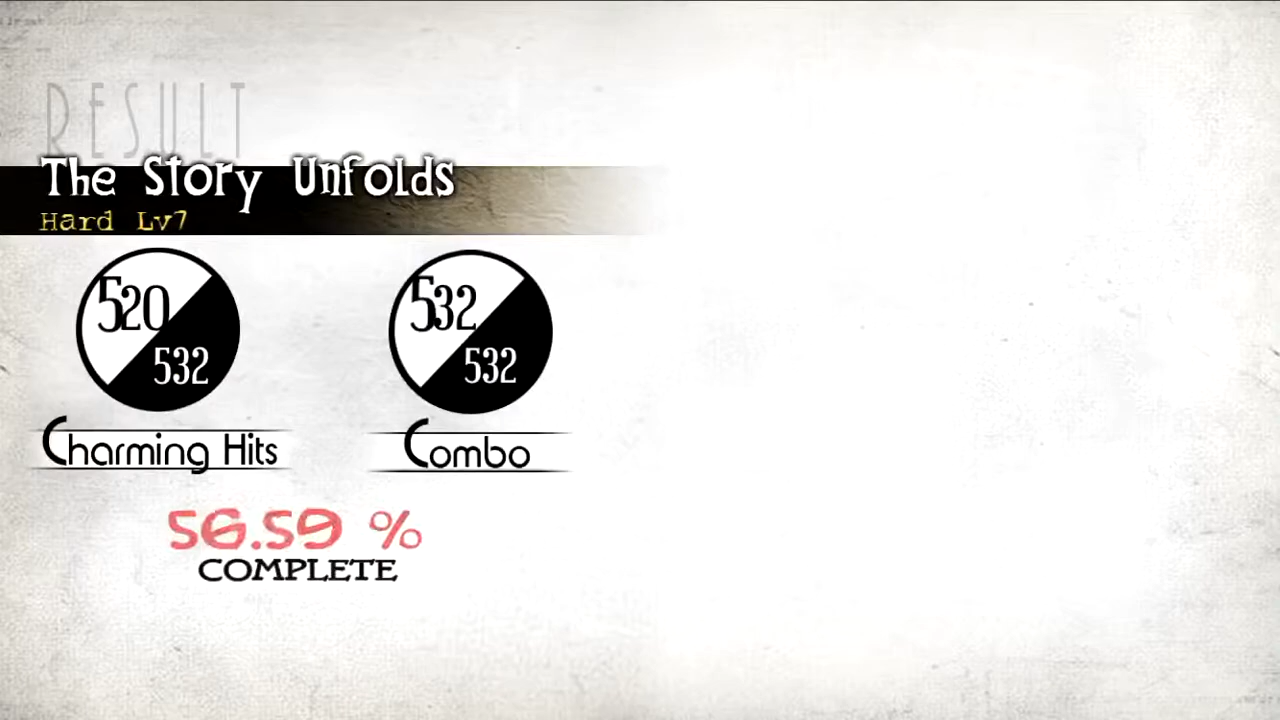 RESULT
The Story Unfolds
Hard Lv7
520
532
Charming Hits
532
532
Combo
56.59 %
COMPLETE